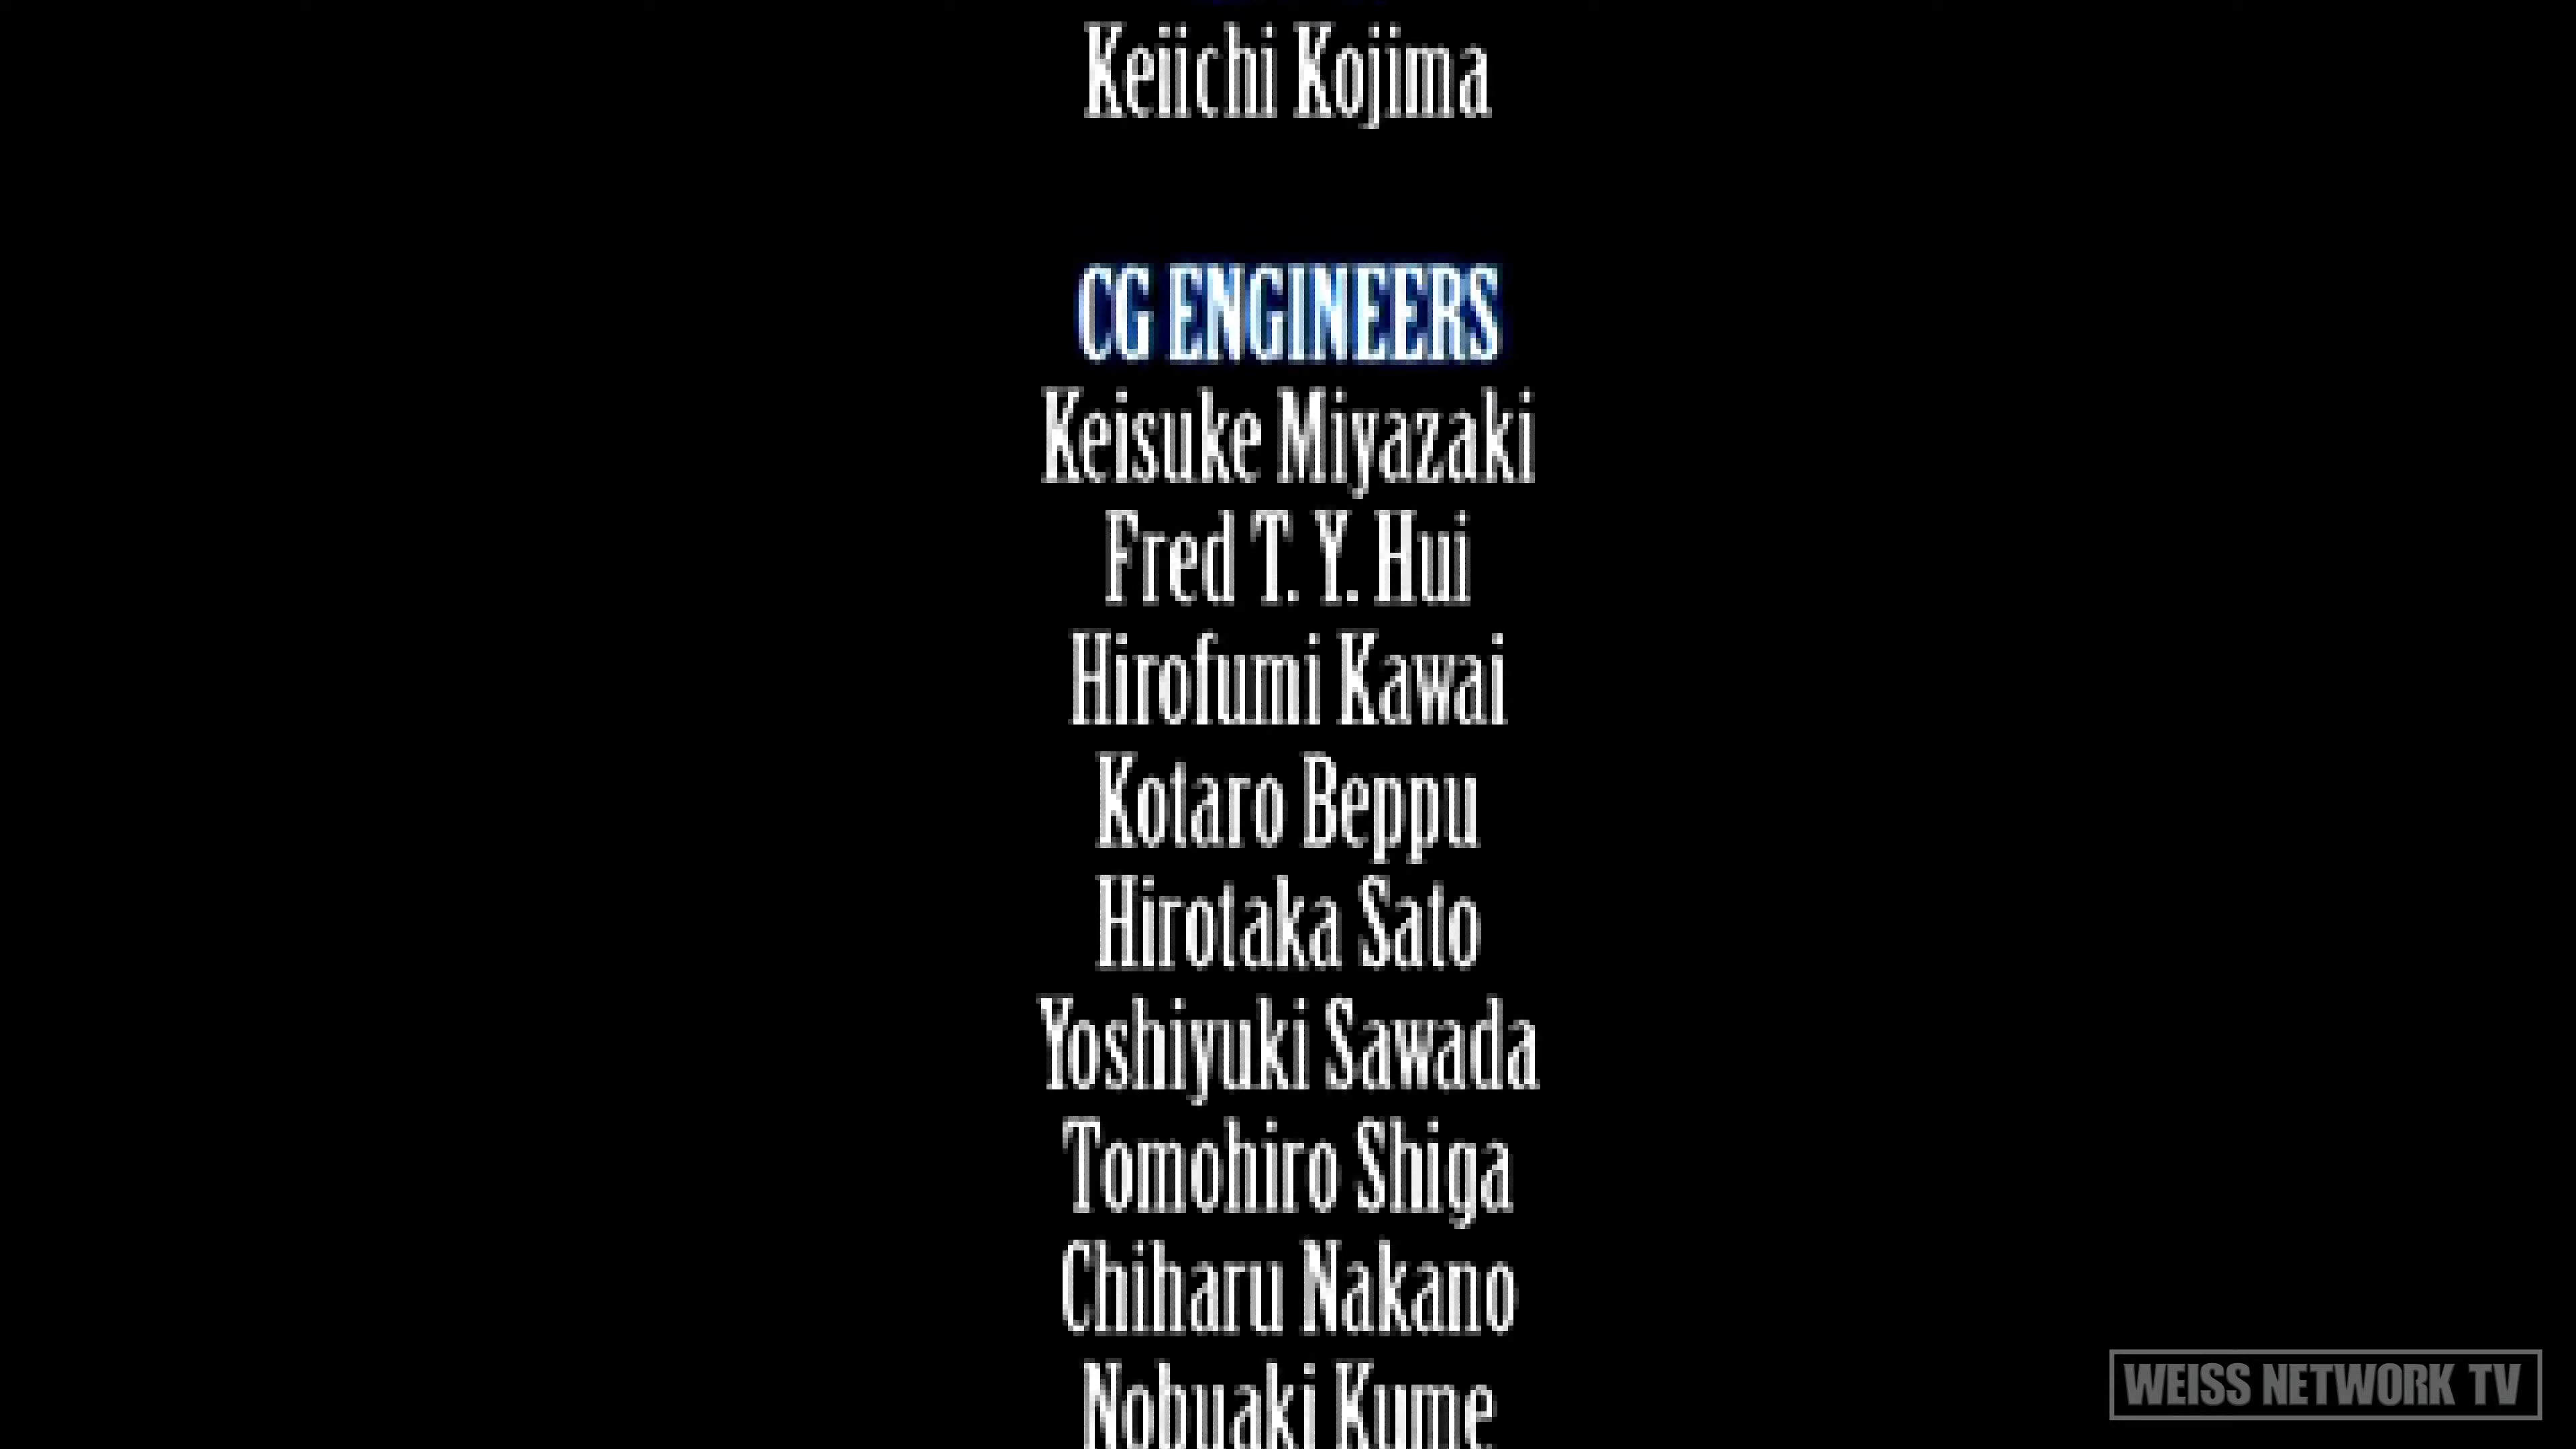 Keiichi Kojima
CG ENGINEERS
Keisuke Miyazaki
Fred T. Y. Hui
Hirofumi Kawai
Kotaro Beppu
Hirotaka Sato
Yoshiyuki Sawada
Tomohiro Shiga
Chiharu Nakano
Nobuaki Kume
WEISS NETWORK TV